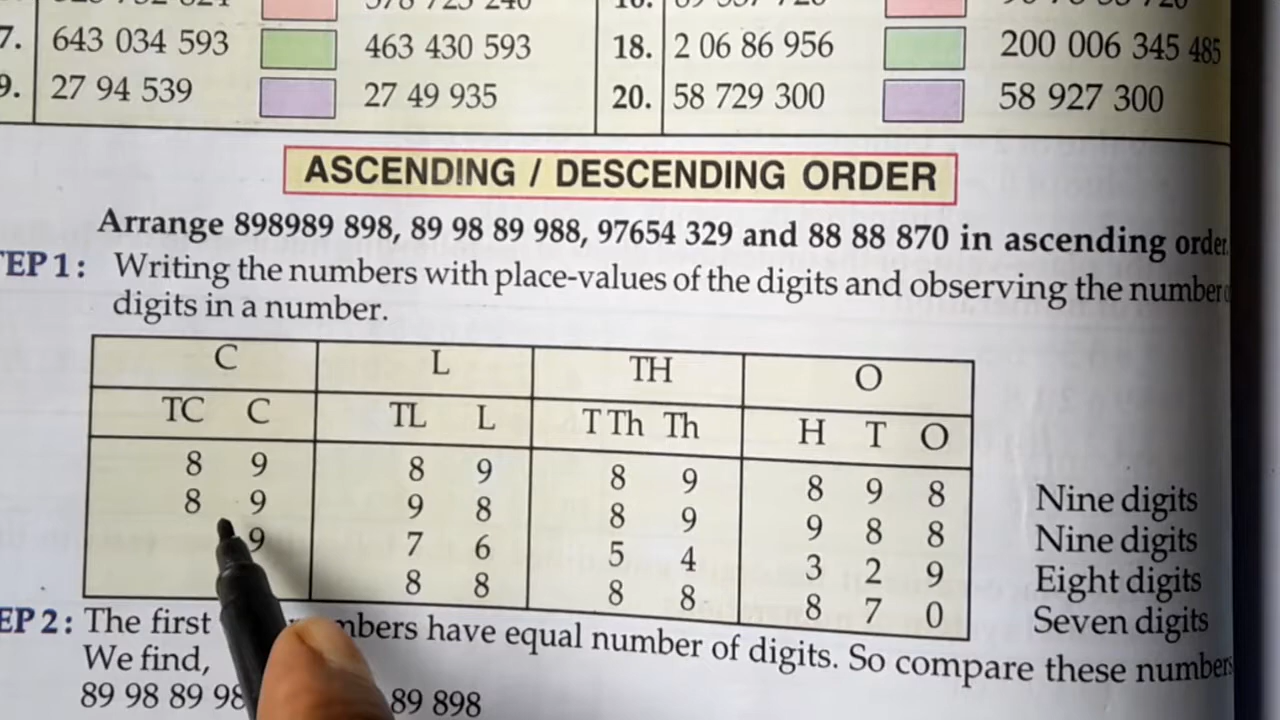 7. 643 034 593 463 430 593 18. 2 06 86 956 200 006 345 485
9. 27 94 539 27 49 935 20. 58 729 300 58 927 300
ASCENDING / DESCENDING ORDER
Arrange 898989 898, 89 98 89 988, 97654 329 and 88 88 870 in ascending order.
TEP 1: Writing the numbers with place-values of the digits and observing the number
digits in a number.
C L TH O
TC C TL L T Th Th H T O
8 9 8 9 8 9 8 9 8 Nine digits
8 9 9 8 8 9 9 8 8 Nine digits
9 7 6 5 4 3 2 9 Eight digits
8 8 8 8 8 7 0 Seven digits
EP 2: The first numbers have equal number of digits. So compare these numbers
We find,
89 98 89 98 89 898